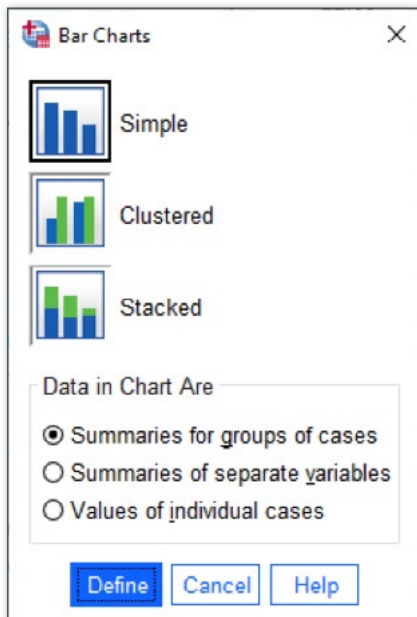 Bar Charts
Simple
Clustered
Stacked
Data in Chart Are
Summaries for groups of cases
Summaries of separate variables
Values of individual cases
Define Cancel Help